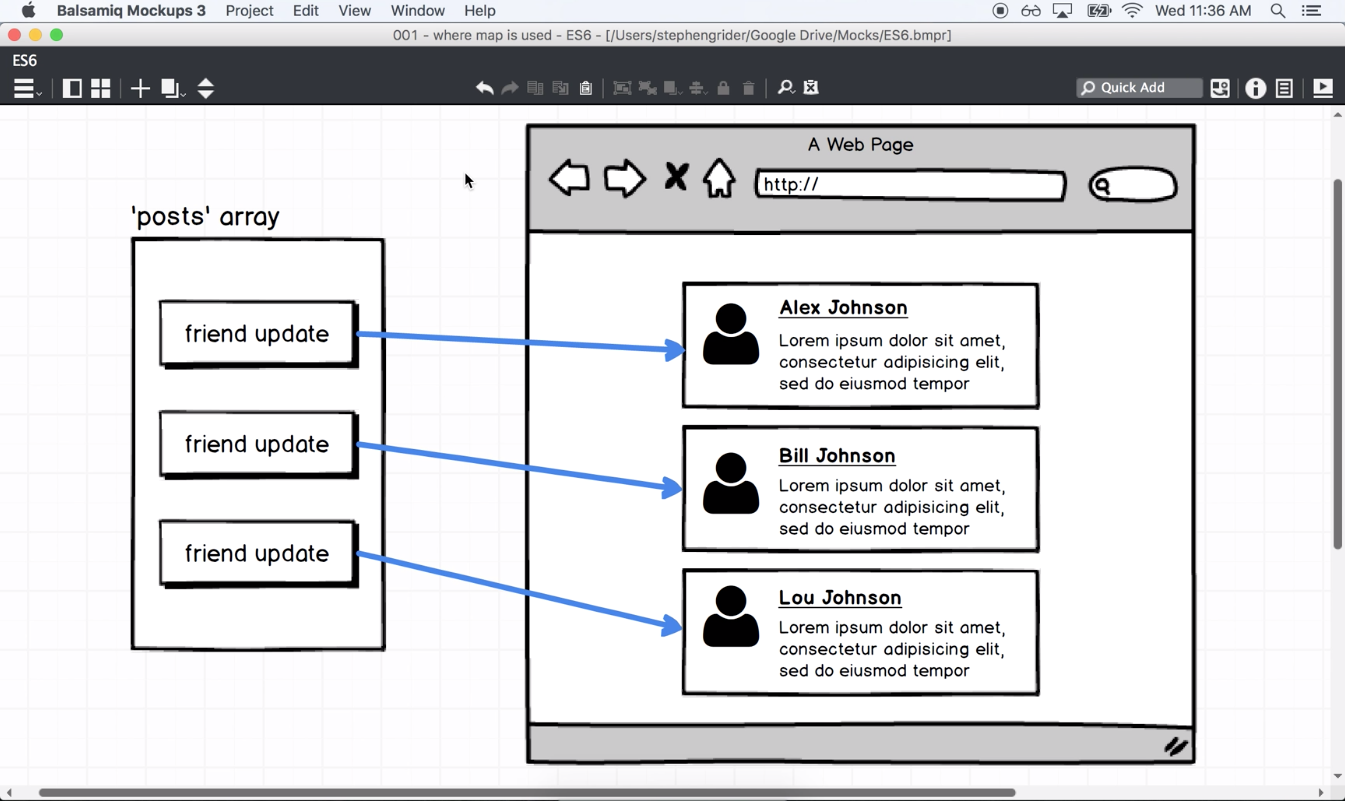 Balsamiq Mockups 3 Project Edit View Window Help Wed 11:36 AM
001 - where map is used - ES6 - [/Users/stephengrider/Google Drive/Mocks/ES6.bmpr]
ES6
Quick Add
A Web Page
http://
'posts' array
friend update
friend update
friend update
Alex Johnson
Lorem ipsum dolor sit amet,
consectetur adipisicing elit,
sed do eiusmod tempor
Bill Johnson
Lorem ipsum dolor sit amet,
consectetur adipisicing elit,
sed do eiusmod tempor
Lou Johnson
Lorem ipsum dolor sit amet,
consectetur adipisicing elit,
sed do eiusmod tempor